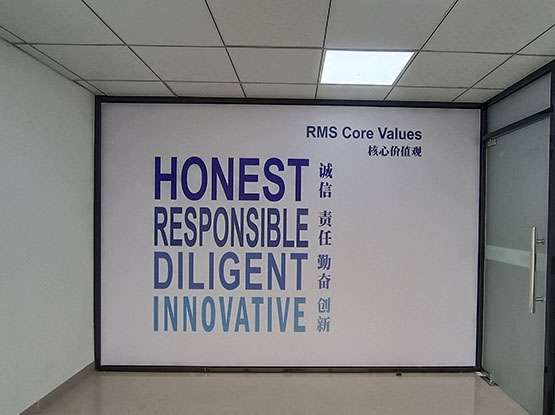 RMS Core Values
核心价值观
HONEST
RESPONSIBLE
DILIGENT
INNOVATIVE
诚信 责任 勤奋 创新